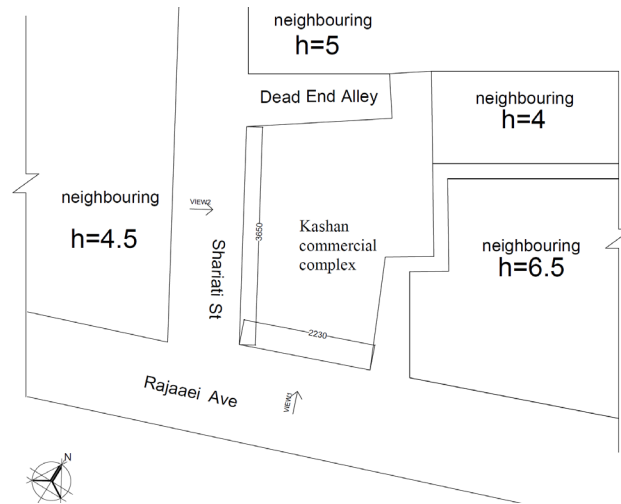 neighbouring
h=5
Dead End Alley
neighbouring
h=4
neighbouring
h=4.5
VIEW2
Shariati St
3650
Kashan
commercial
complex
neighbouring
h=6.5
2230
Rajaaei Ave
VIEW1
N